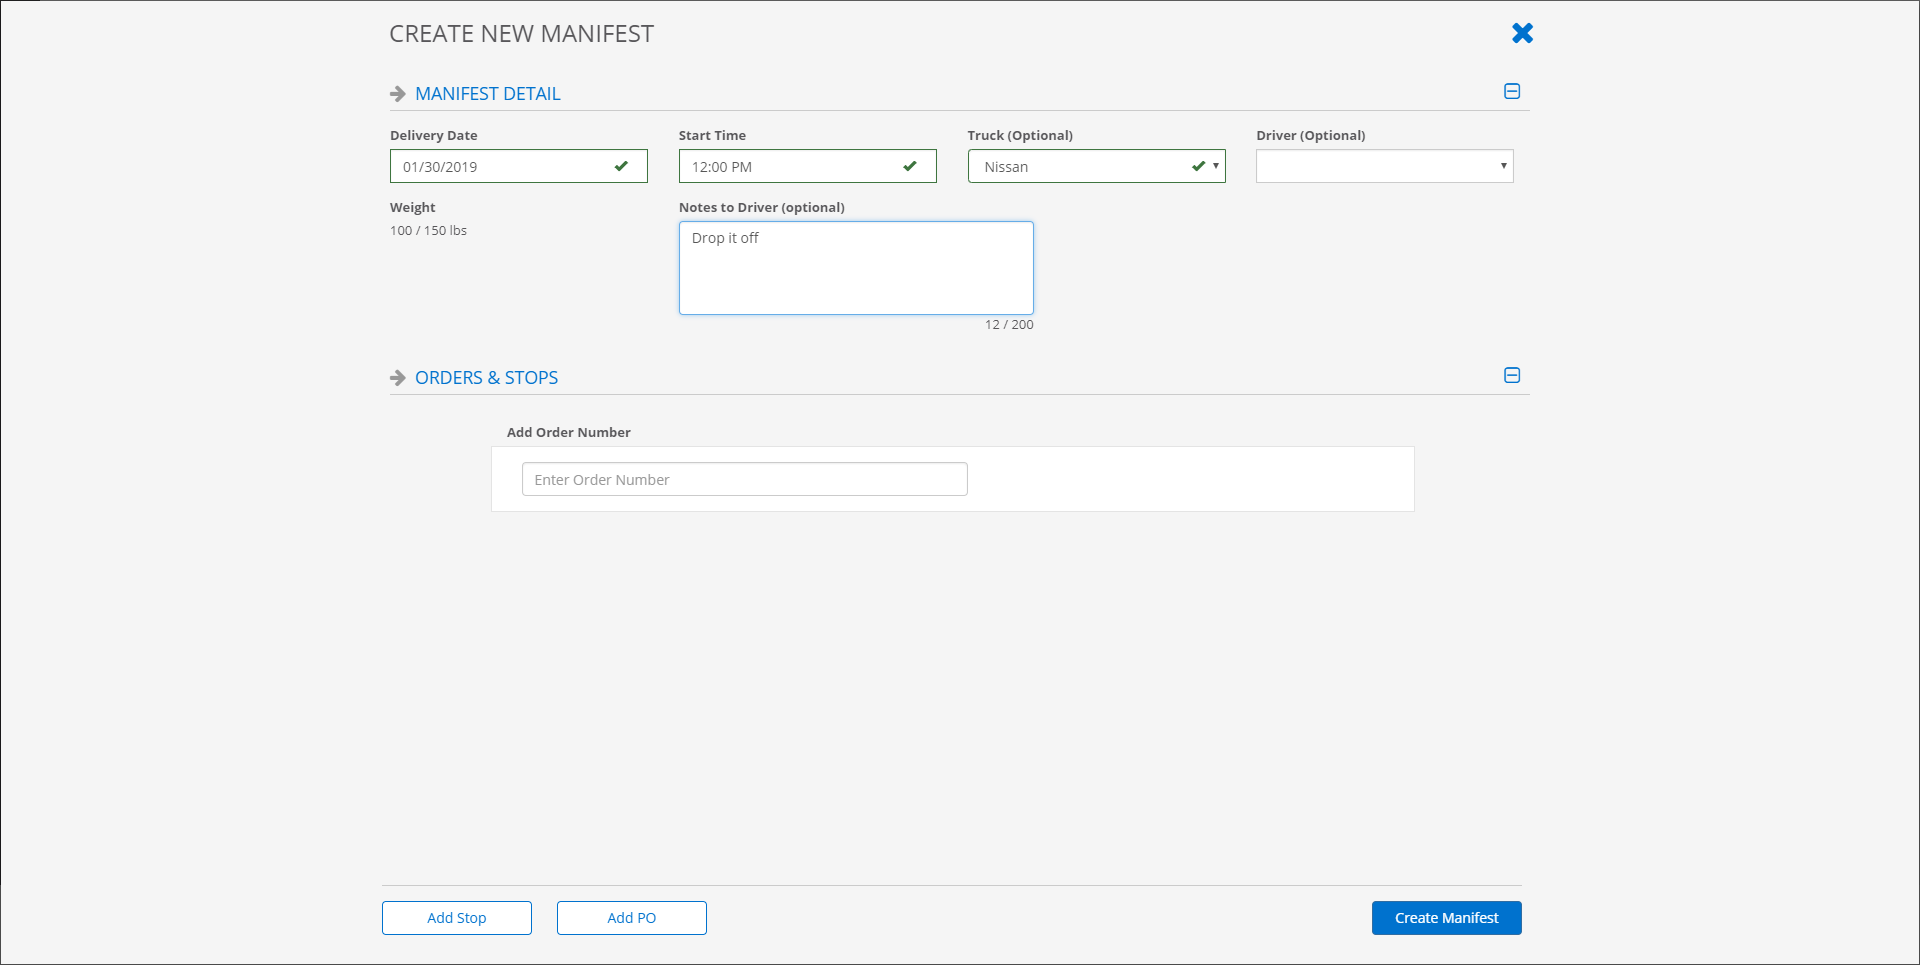 CREATE NEW MANIFEST
MANIFEST DETAIL
Delivery Date
Start Time
Truck (Optional)
Driver (Optional)
01/30/2019
12:00 PM
Nissan
Weight
Notes to Driver (optional)
100 / 150 lbs
Drop it off
12 / 200
ORDERS & STOPS
Add Order Number
Enter Order Number
Add Stop
Add PO
Create Manifest